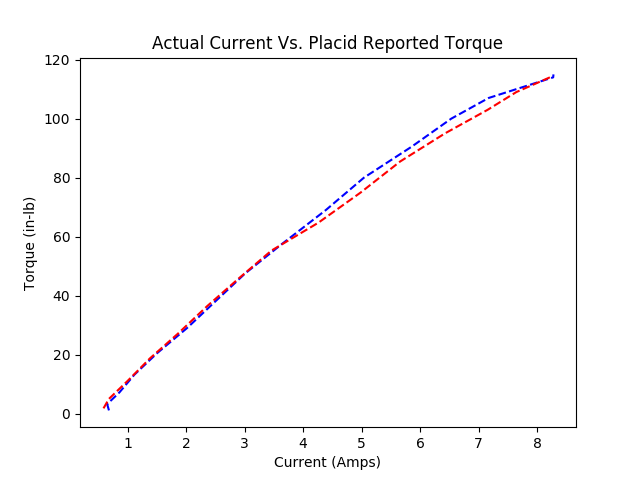 Actual Current Vs. Placid Reported Torque
120
100
80
60
40
20
0
Torque (in-lb)
1 2 3 4 5 6 7 8
Current (Amps)